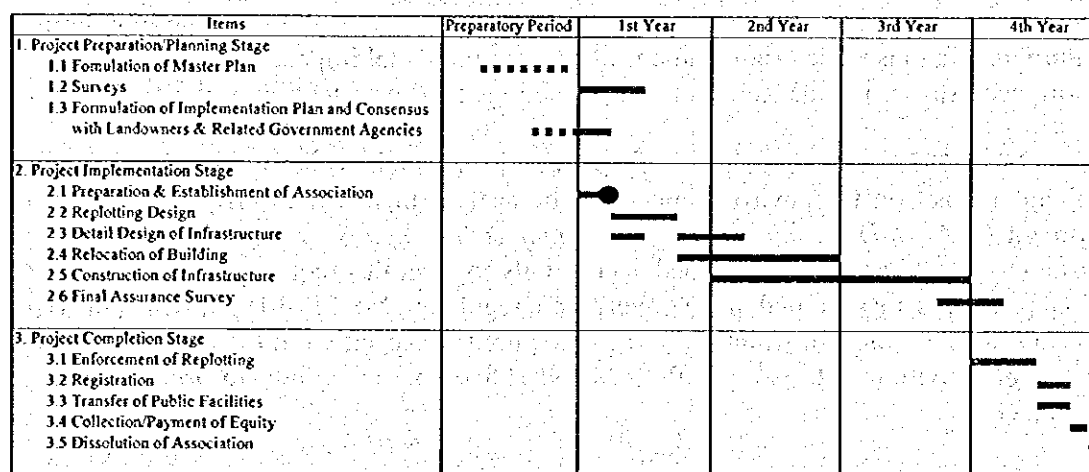 Items Preparatory Period 1st Year 2nd Year 3rd Year 4th Year
1. Project Preparation/Planning Stage
1.1 Fomulation of Master Plan
1.2 Surveys
1.3 Formulation of Implementation Plan and Consensus
with Landowners & Related Government Agencies
2. Project Implementation Stage
2.1 Preparation & Establishment of Association
2 2 Replotting Design
2 3 Detail Design of Infrastructure
2.4 Relocation of Building
2 5 Construction of Infrastructure
2 6 Final Assurance Survey
3. Project Completion Stage
3.1 Enforcement of Replotting
3.2 Registration
3.3 Transfer of Public Facilities
3.4 Collection/Payment of Equity
3.5 Dissolution of Association